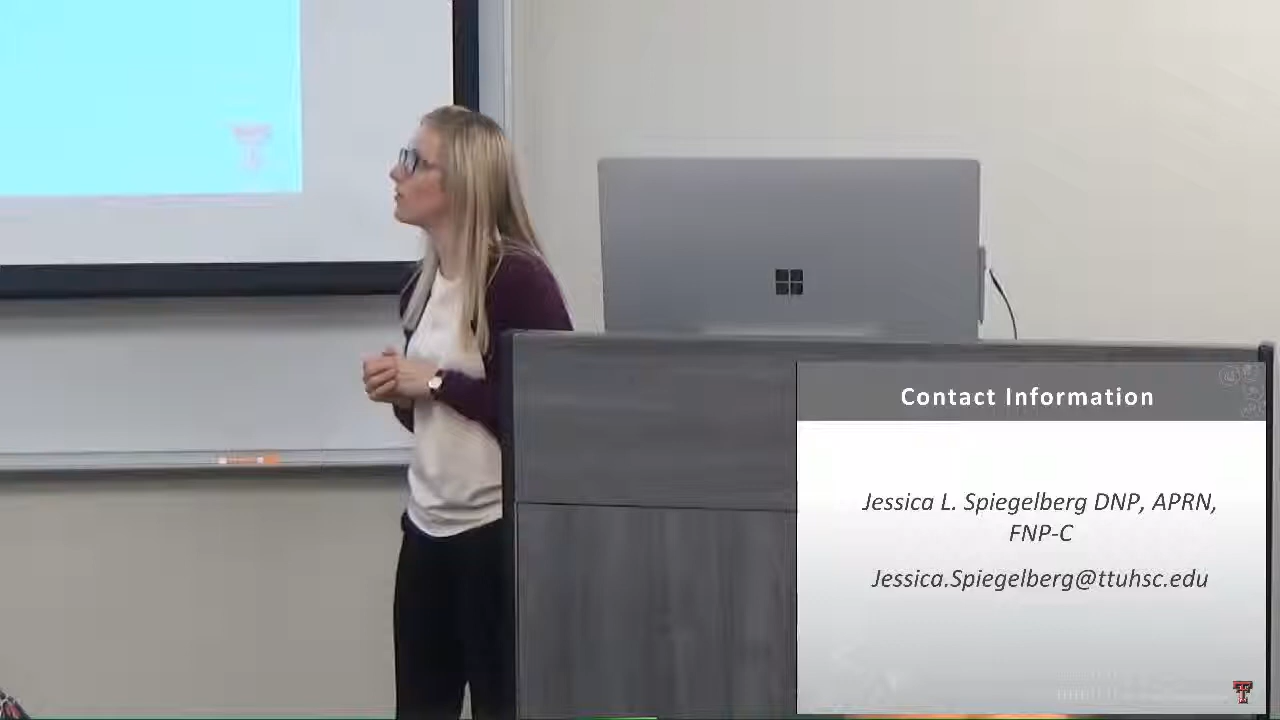 Contact Information
Jessica L. Spiegelberg DNP, APRN,
FNP-C
Jessica.Spiegelberg@ttuhsc.edu